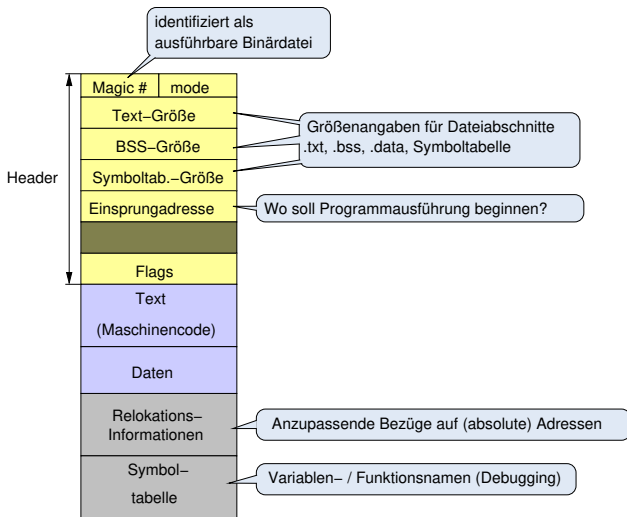 identifiziert als
ausführbare Binärdatei
Magic # mode
Text–Größe
Größenangaben für Dateiabschnitte
.txt, .bss, .data, Symboltabelle
BSS–Größe
Header
Symboltab.–Größe
Einsprungadresse
Wo soll Programmausführung beginnen?
Flags
Text
(Maschinencode)
Daten
Relokations–
Informationen
Anzupassende Bezüge auf (absolute) Adressen
Symbol–
tabelle
Variablen– / Funktionsnamen (Debugging)